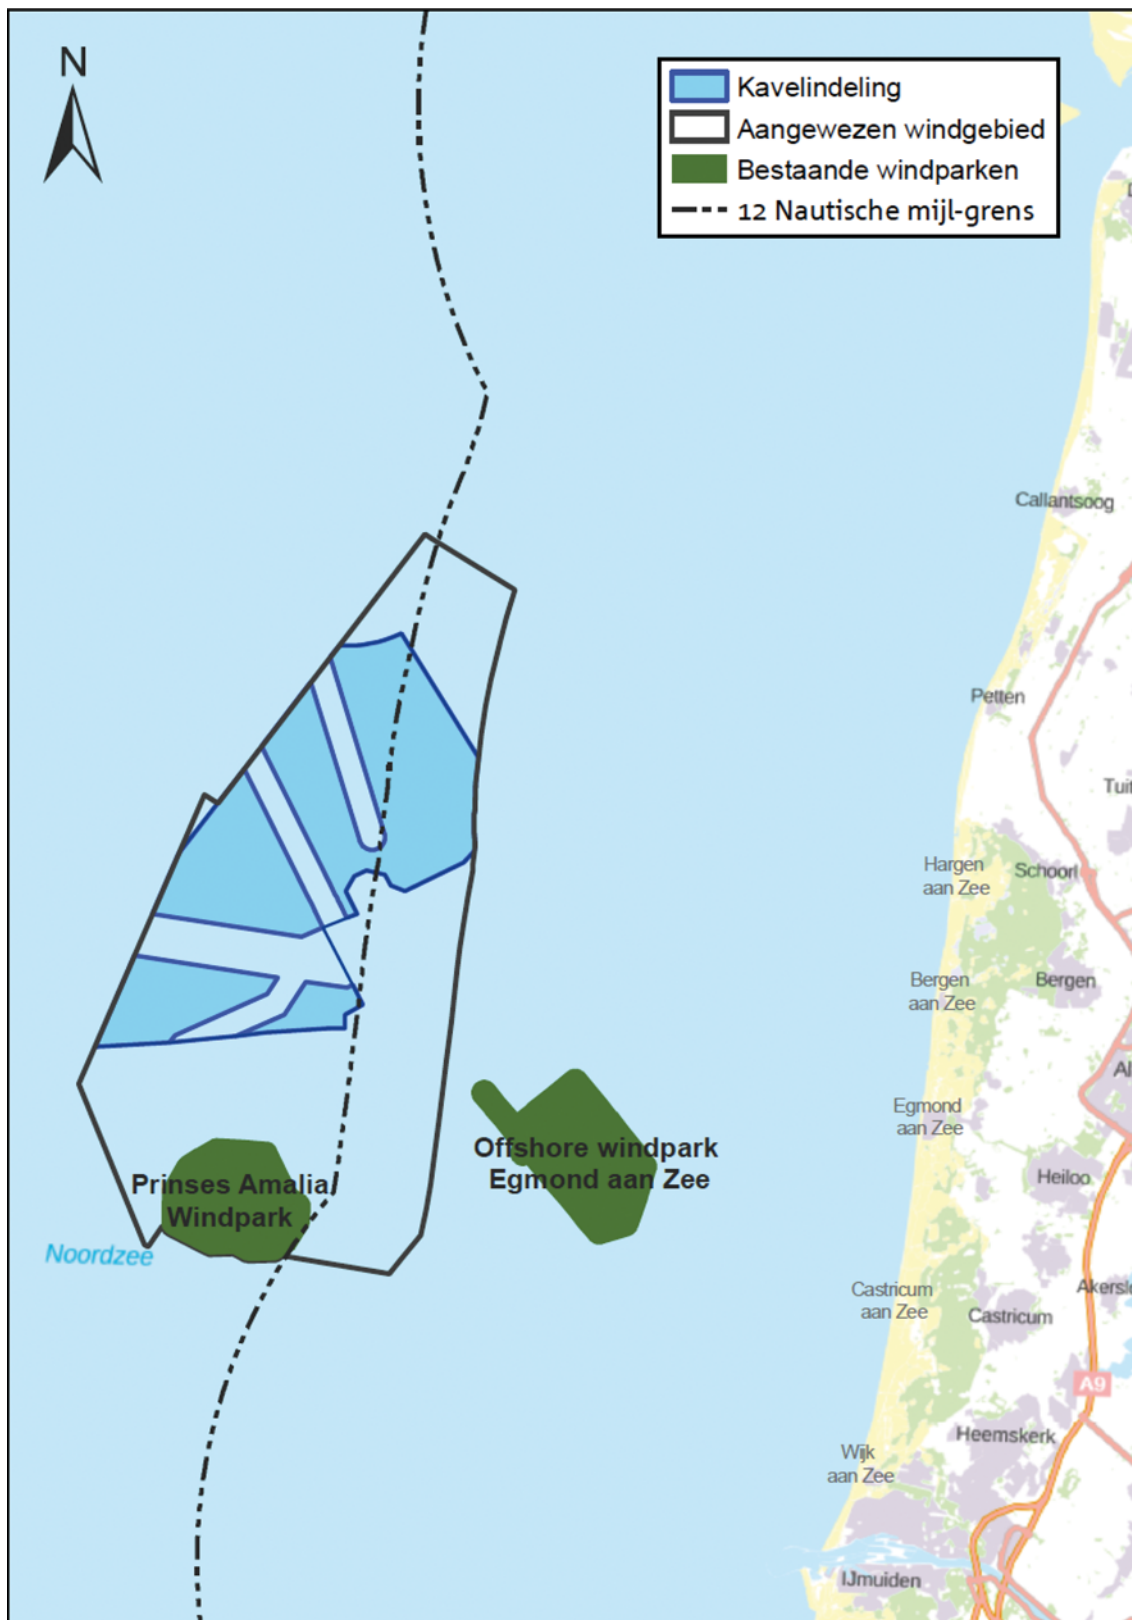 N
Kavelindeling
Aangewezen windgebied
Bestaande windparken
12 Nautische mijl-grens
Callantsoog
Petten
Hargen
aan Zee
Schoorl
Bergen
aan Zee
Bergen
Egmond
aan Zee
Offshore windpark
Egmond aan Zee
Heiloo
Prinses Amalia
Windpark
Noordzee
Castricum
aan Zee
Castricum
A9
Heemskerk
Wijk
aan Zee
IJmuiden